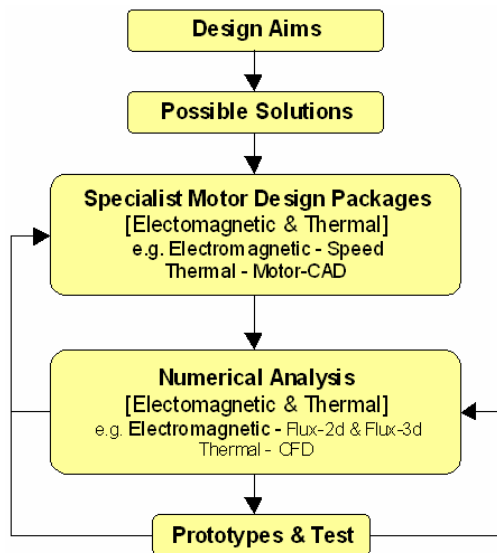 Design Aims
Possible Solutions
Specialist Motor Design Packages
[Electomagnetic & Thermal]
e.g. Electromagnetic - Speed
Thermal - Motor-CAD
Numerical Analysis
[Electomagnetic & Thermal]
e.g. Electromagnetic - Flux-2d & Flux-3d
Thermal - CFD
Prototypes & Test